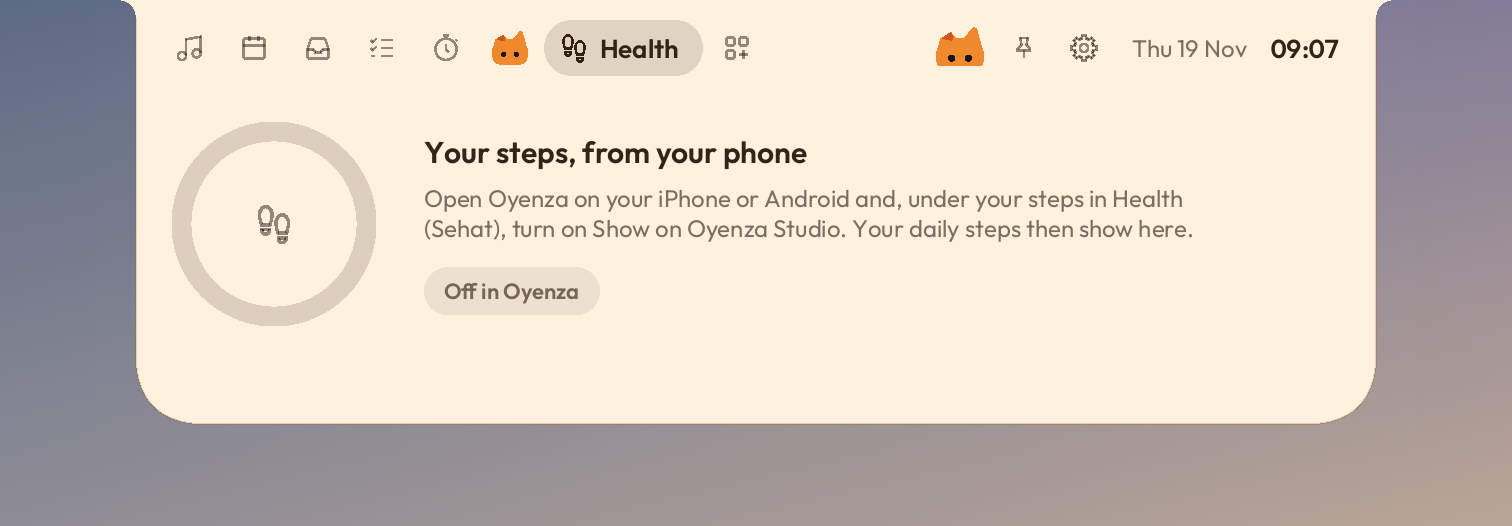 Health
Thu 19 Nov 09:07
Your steps, from your phone
Open Oyenza on your iPhone or Android and, under your steps in Health
(Sehat), turn on Show on Oyenza Studio. Your daily steps then show here.
Off in Oyenza